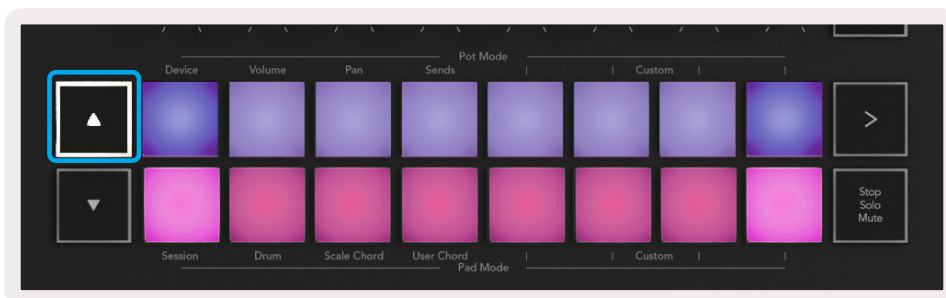 Pot Mode
Device Volume Pan Sends Custom
>
Stop
Solo
Mute
Session Drum Scale Chord User Chord Custom
Pad Mode